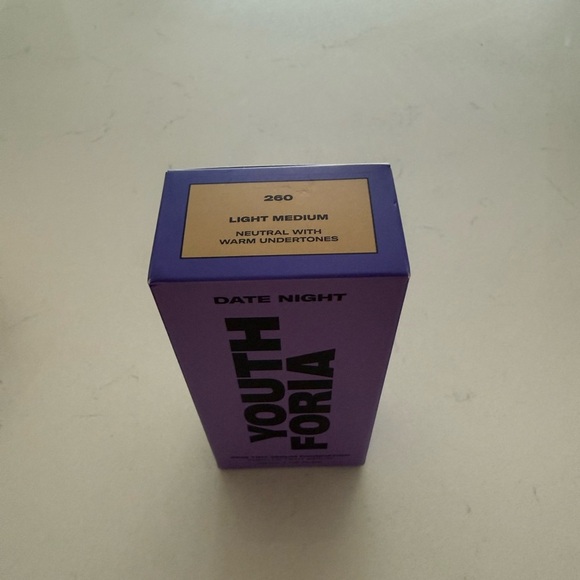 260
LIGHT MEDIUM
NEUTRAL WITH
WARM UNDERTONES
DATE NIGHT
YOUTH
FORIA